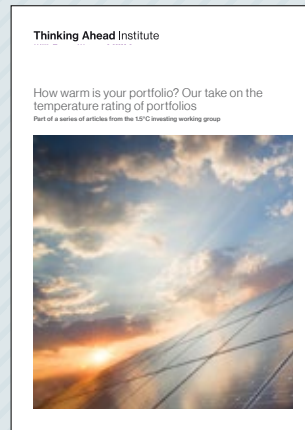 Thinking Ahead Institute
How warm is your portfolio? Our take on the
temperature rating of portfolios
Part of a series of articles from the 1.5°C investing working group